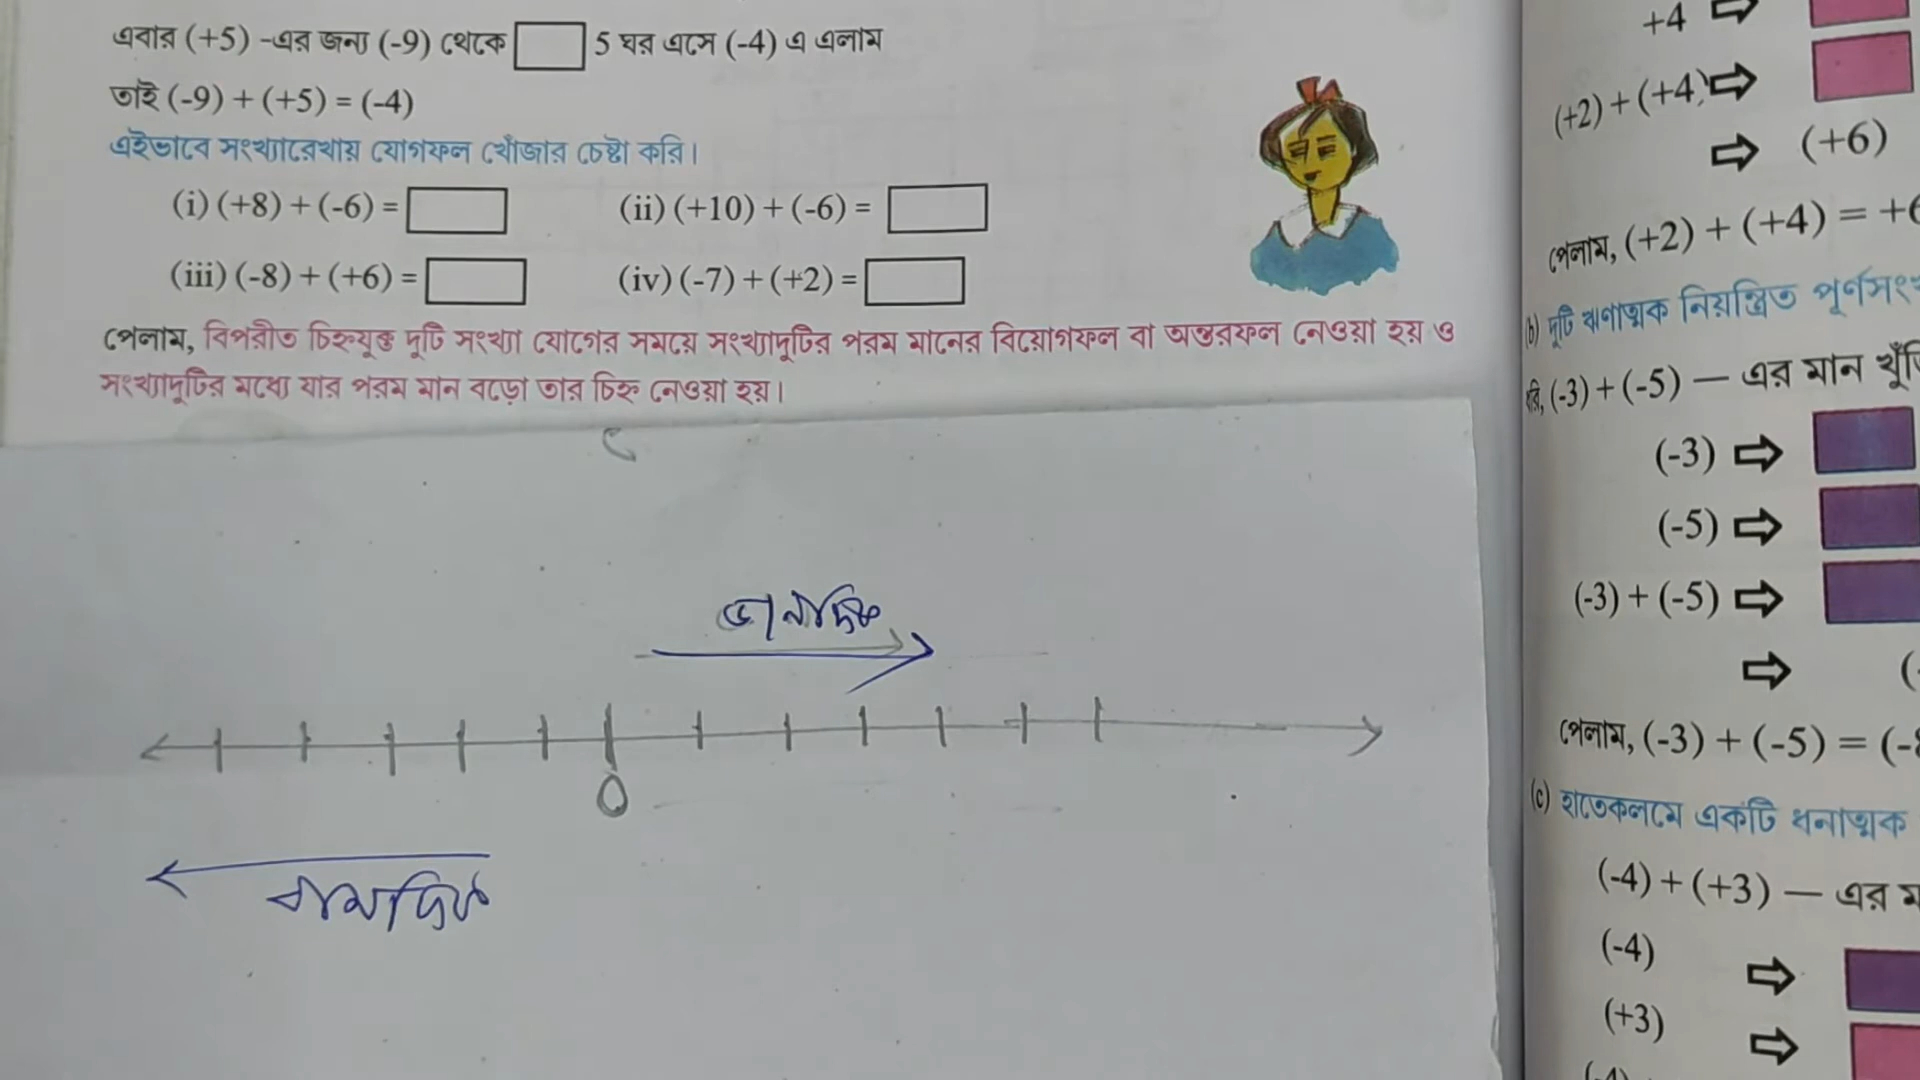 এবার (+5) -এর জন্য (-9) থেকে 5 ঘর এসে (-4) এ এলাম
তাই (-9) + (+5) = (-4)
এইভাবে সংখ্যারেখায় যোগফল খোঁজার চেষ্টা করি।
(i) (+8) + (-6) =
(ii) (+10) + (-6) =
(iii) (-8) + (+6) =
(iv) (-7) + (+2) =
পেলাম, বিপরীত চিহ্নযুক্ত দুটি সংখ্যা যোগের সময়ে সংখ্যাদুটির পরম মানের বিয়োগফল বা অন্তরফল নেওয়া হয় ও
সংখ্যাদুটির মধ্যে যার পরম মান বড়ো তার চিহ্ন নেওয়া হয়।
ডানদিক
0
বামদিক
+4
(+2) + (+4)
(+6)
পেলাম, (+2) + (+4) = +6
(b) দুটি ঋণাত্মক নিয়ন্ত্রিত
(-3) + (-5) — এর মান
(-3)
(-5)
(-3) + (-5)
পেলাম, (-3) + (-5) =
(c) হাতেকলমে একটি ধনাত্মক
(-4) + (+3) — এর
(-4)
(+3)